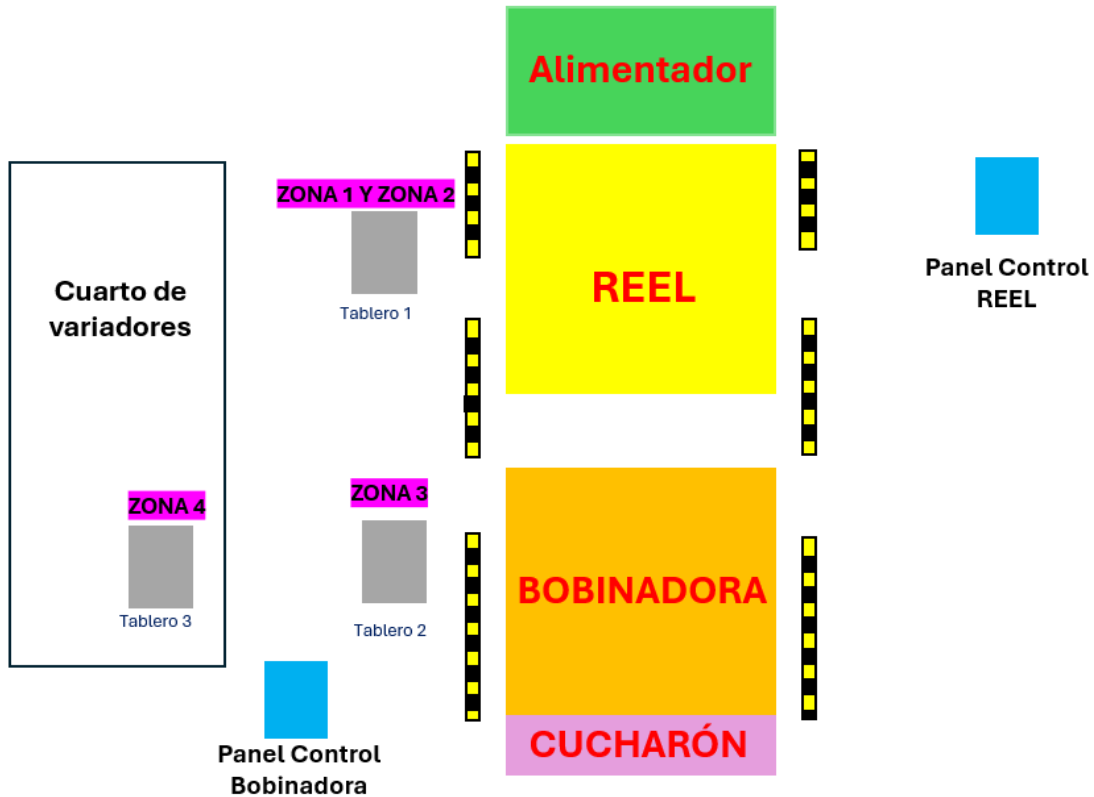 Alimentador
ZONA 1 Y ZONA 2
Tablero 1
REEL
Panel Control
REEL
Cuarto de
variadores
ZONA 4
Tablero 3
ZONA 3
Tablero 2
BOBINADORA
CUCHARÓN
Panel Control
Bobinadora